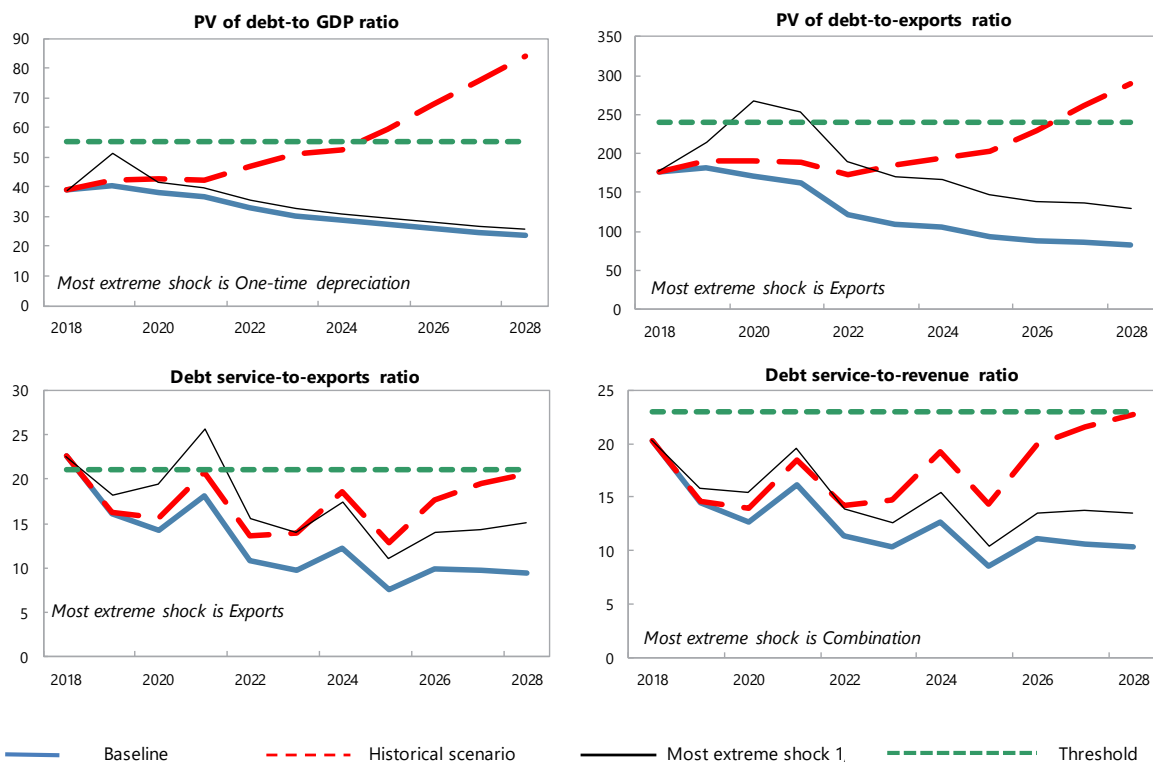 PV of debt-to GDP ratio
90
80
70
60
50
40
30
20
10
0
Most extreme shock is One-time depreciation
2018 2020 2022 2024 2026 2028
PV of debt-to-exports ratio
350
300
250
200
150
100
50
0
Most extreme shock is Exports
2018 2020 2022 2024 2026 2028
Debt service-to-exports ratio
30
25
20
15
10
5
0
Most extreme shock is Exports
2018 2020 2022 2024 2026 2028
Debt service-to-revenue ratio
25
20
15
10
5
0
Most extreme shock is Combination
2018 2020 2022 2024 2026 2028
Baseline Historical scenario Most extreme shock 1, Threshold